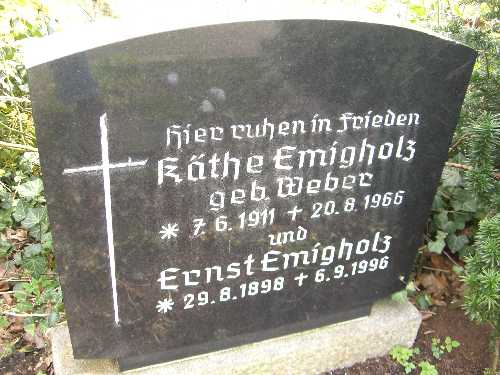 Hier ruhen in Frieden
Käthe Emigholz
geb. Weber
* 7.6.1911 + 20.8.1966
und
Ernst Emigholz
* 29.8.1898 + 6.9.1996